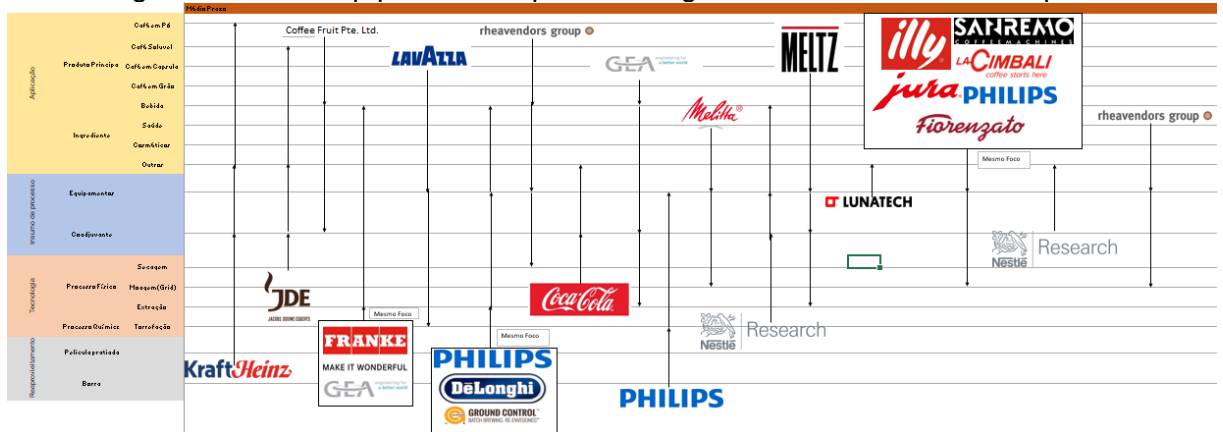 Médio Prazo
Aplicação
Café em Pó
Café Solúvel
Produto Principa
Café em Capsula
Café em Grão
Bebida
Ingrediente
Saúde
Cosméticos
Outros
Insumo de processo
Equipamentos
Coadjuvante
Tecnologia
Secagem
Processo Físico
Moagem (Grid)
Extração
Processo Químico
Torrefação
Reaproveitamento
Película prateada
Borra
Coffee Fruit Pte. Ltd.
LAVAZZA
rheavendors group
GEA engineering for a better world
MELTZ
illy
SANREMO
COFFEE MACHINES
LA CIMBALI
coffee starts here
jura PHILIPS
Fiorenzato
Melitta®
rheavendors group
Mesmo Foco
LUNATECH
Nestlé Research
JDE
JACOBS DOUWE EGBERTS
Coca-Cola
Mesmo Foco
FRANKE
MAKE IT WONDERFUL
GEA engineering for a better world
Nestlé Research
Mesmo Foco
PHILIPS
DeLonghi
GROUND CONTROL™
BATCH BREWING. RE-ENVISIONED.™
KraftHeinz
PHILIPS